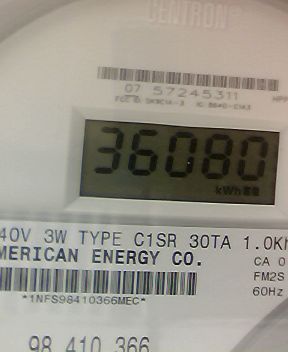 CENTRON®
07 57245311
36080
kWh
40V 3W TYPE C1SR 30TA 1.0Kh
MERICAN ENERGY CO.
CA 0
FM2S
*1NFS98410366MEC*
60Hz
98 410 366